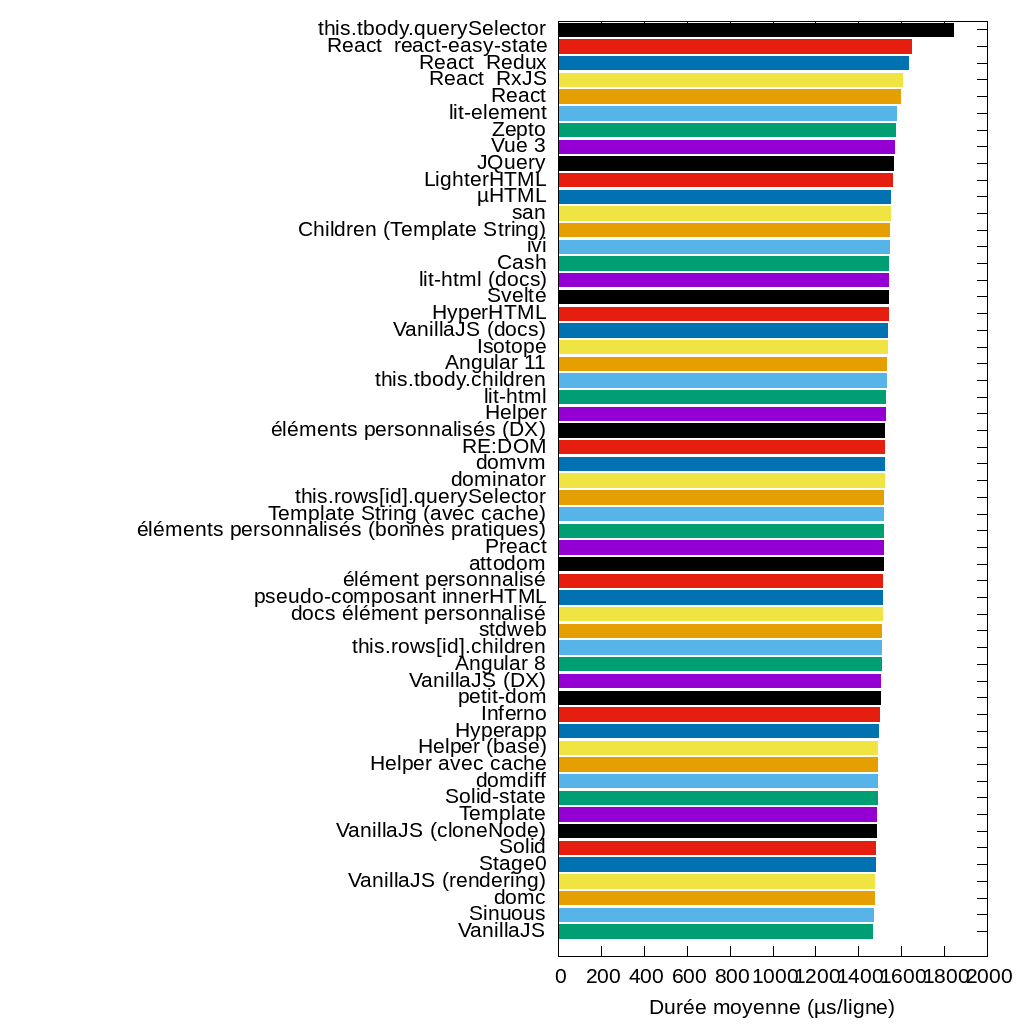 this.tbody.querySelector
React  react-easy-state
React  Redux
React  RxJS
React
lit-element
Zepto
Vue 3
JQuery
LighterHTML
µHTML
san
Children (Template String)
ivi
Cash
lit-html (docs)
Svelte
HyperHTML
VanillaJS (docs)
Isotope
Angular 11
this.tbody.children
lit-html
Helper
éléments personnalisés (DX)
RE:DOM
domvm
dominator
this.rows[id].querySelector
Template String (avec cache)
éléments personnalisés (bonnes pratiques)
Preact
attodom
élément personnalisé
pseudo-composant innerHTML
docs élément personnalisé
stdweb
this.rows[id].children
Angular 8
VanillaJS (DX)
petit-dom
Inferno
Hyperapp
Helper (base)
Helper avec cache
domdiff
Solid-state
Template
VanillaJS (cloneNode)
Solid
Stage0
VanillaJS (rendering)
domc
Sinuous
VanillaJS
0 200 400 600 800 1000 1200 1400 1600 1800 2000
Durée moyenne (µs/ligne)